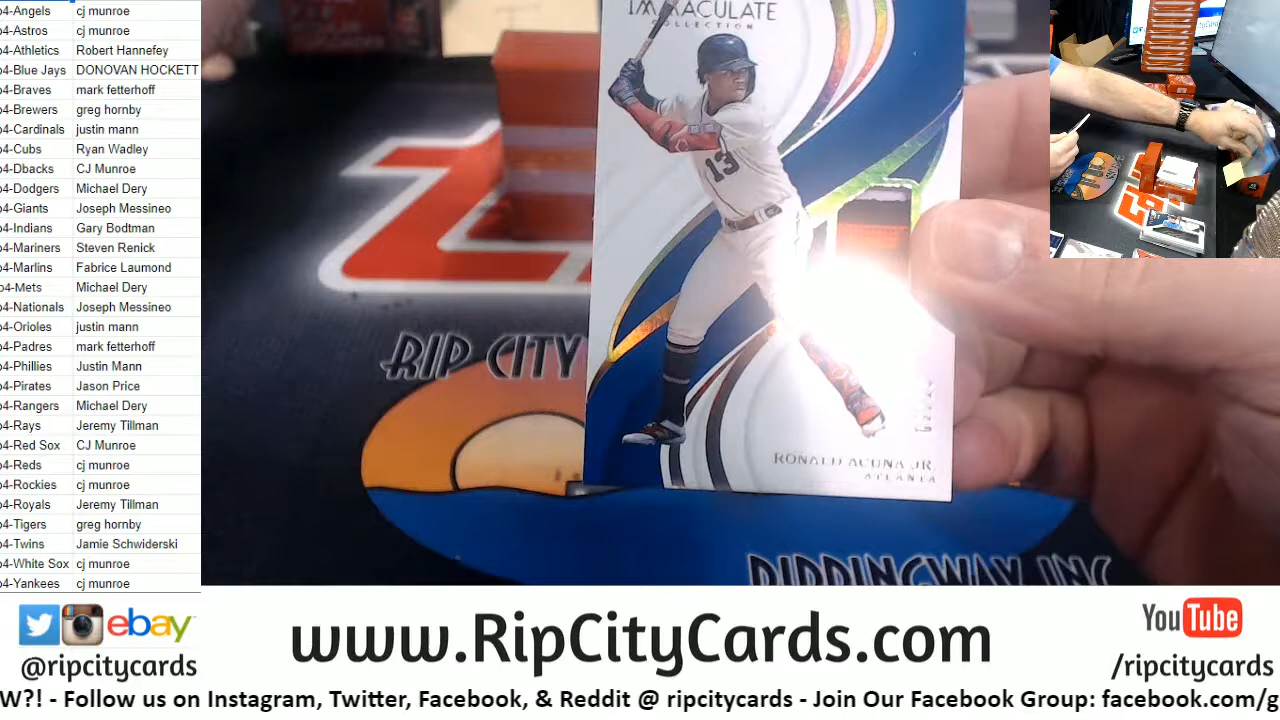 p4-Angels cj munroe
p4-Astros cj munroe
p4-Athletics Robert Hannefey
p4-Blue Jays DONOVAN HOCKETT
p4-Braves mark fetterhoff
p4-Brewers greg hornby
p4-Cardinals justin mann
p4-Cubs Ryan Wadley
p4-Dbacks CJ Munroe
p4-Dodgers Michael Dery
p4-Giants Joseph Messineo
p4-Indians Gary Bodtman
p4-Mariners Steven Renick
p4-Marlins Fabrice Laumond
p4-Mets Michael Dery
p4-Nationals Joseph Messineo
p4-Orioles justin mann
p4-Padres mark fetterhoff
p4-Phillies Justin Mann
p4-Pirates Jason Price
p4-Rangers Michael Dery
p4-Rays Jeremy Tillman
p4-Red Sox CJ Munroe
p4-Reds cj munroe
p4-Rockies cj munroe
p4-Royals Jeremy Tillman
p4-Tigers greg hornby
p4-Twins Jamie Schwiderski
p4-White Sox cj munroe
p4-Yankees cj munroe
IMMACULATE
COLLECTION
13
RONALD ACUNA JR.
ATLANTA
RIP CITY
RIPPINGWAX INC
ebay
@ripcitycards
www.RipCityCards.com
YouTube
/ripcitycards
W?! - Follow us on Instagram, Twitter, Facebook, & Reddit @ ripcitycards - Join Our Facebook Group: facebook.com/g